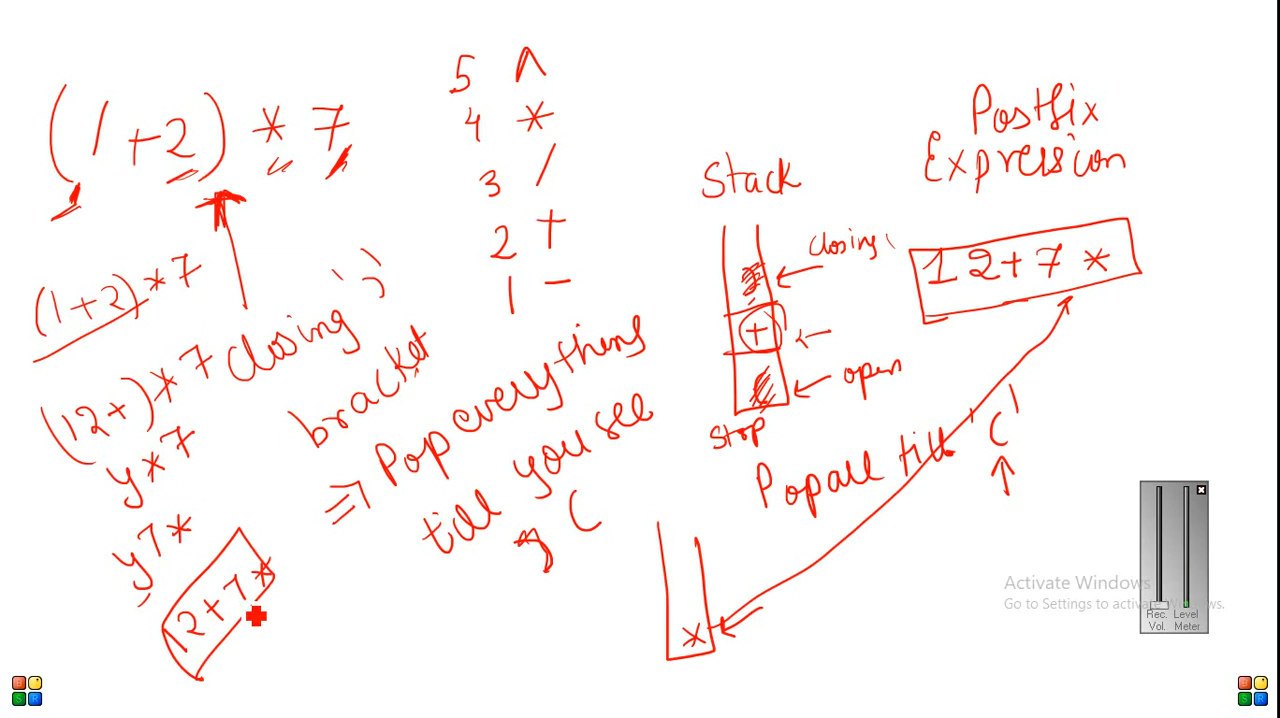 (1+2) * 7
5 ^
4 *
3 /
2 +
1 -
(1+2) * 7
(12+) * 7
y * 7
y 7 *
12+7*
closing ')'
bracket
=> Pop everything
till you see
a (
Stack
closing (
+
open
Stop
Postfix
Expression
12+7*
Pop all till '('
*
Activate Windows
Go to Settings to activate Windows.
Rec. Level
Vol. Meter
B
S R
B
S R